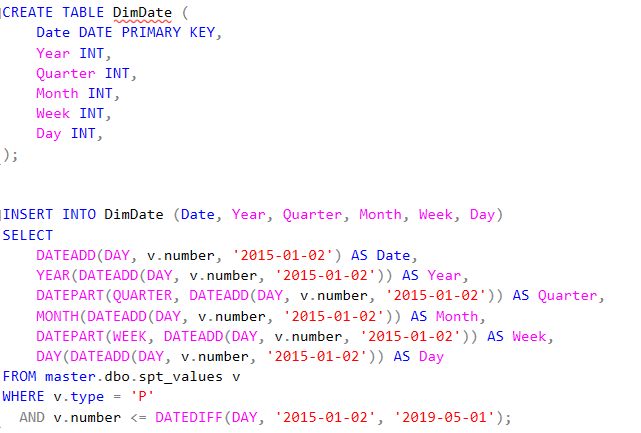 CREATE TABLE DimDate (
    Date DATE PRIMARY KEY,
    Year INT,
    Quarter INT,
    Month INT,
    Week INT,
    Day INT,
);
INSERT INTO DimDate (Date, Year, Quarter, Month, Week, Day)
SELECT
    DATEADD(DAY, v.number, '2015-01-02') AS Date,
    YEAR(DATEADD(DAY, v.number, '2015-01-02')) AS Year,
    DATEPART(QUARTER, DATEADD(DAY, v.number, '2015-01-02')) AS Quarter,
    MONTH(DATEADD(DAY, v.number, '2015-01-02')) AS Month,
    DATEPART(WEEK, DATEADD(DAY, v.number, '2015-01-02')) AS Week,
    DAY(DATEADD(DAY, v.number, '2015-01-02')) AS Day
FROM master.dbo.spt_values v
WHERE v.type = 'P'
  AND v.number <= DATEDIFF(DAY, '2015-01-02', '2019-05-01');